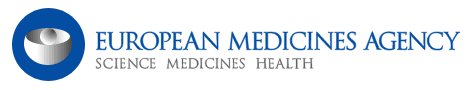 EUROPEAN MEDICINES AGENCY
SCIENCE MEDICINES HEALTH